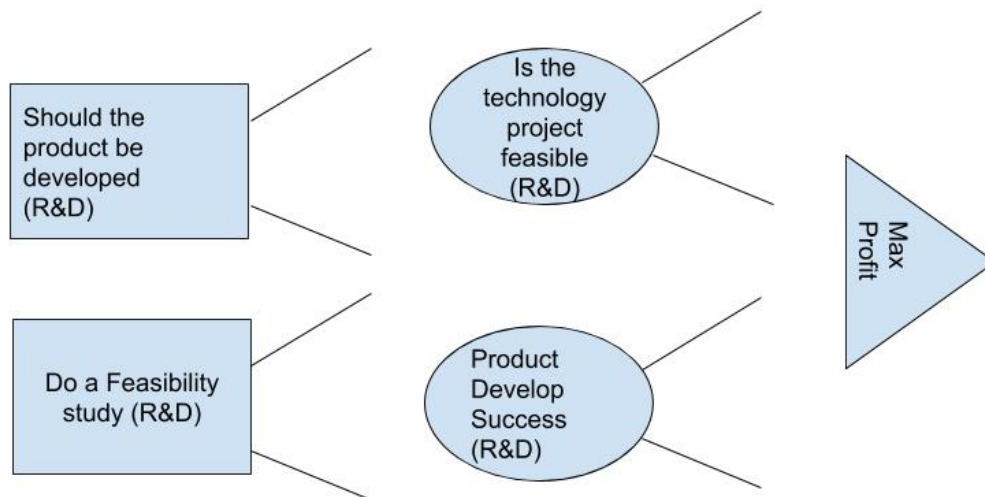 Should the
product be
developed
(R&D)
Is the
technology
project
feasible
(R&D)
Max
Profit
Do a Feasibility
study (R&D)
Product
Develop
Success
(R&D)